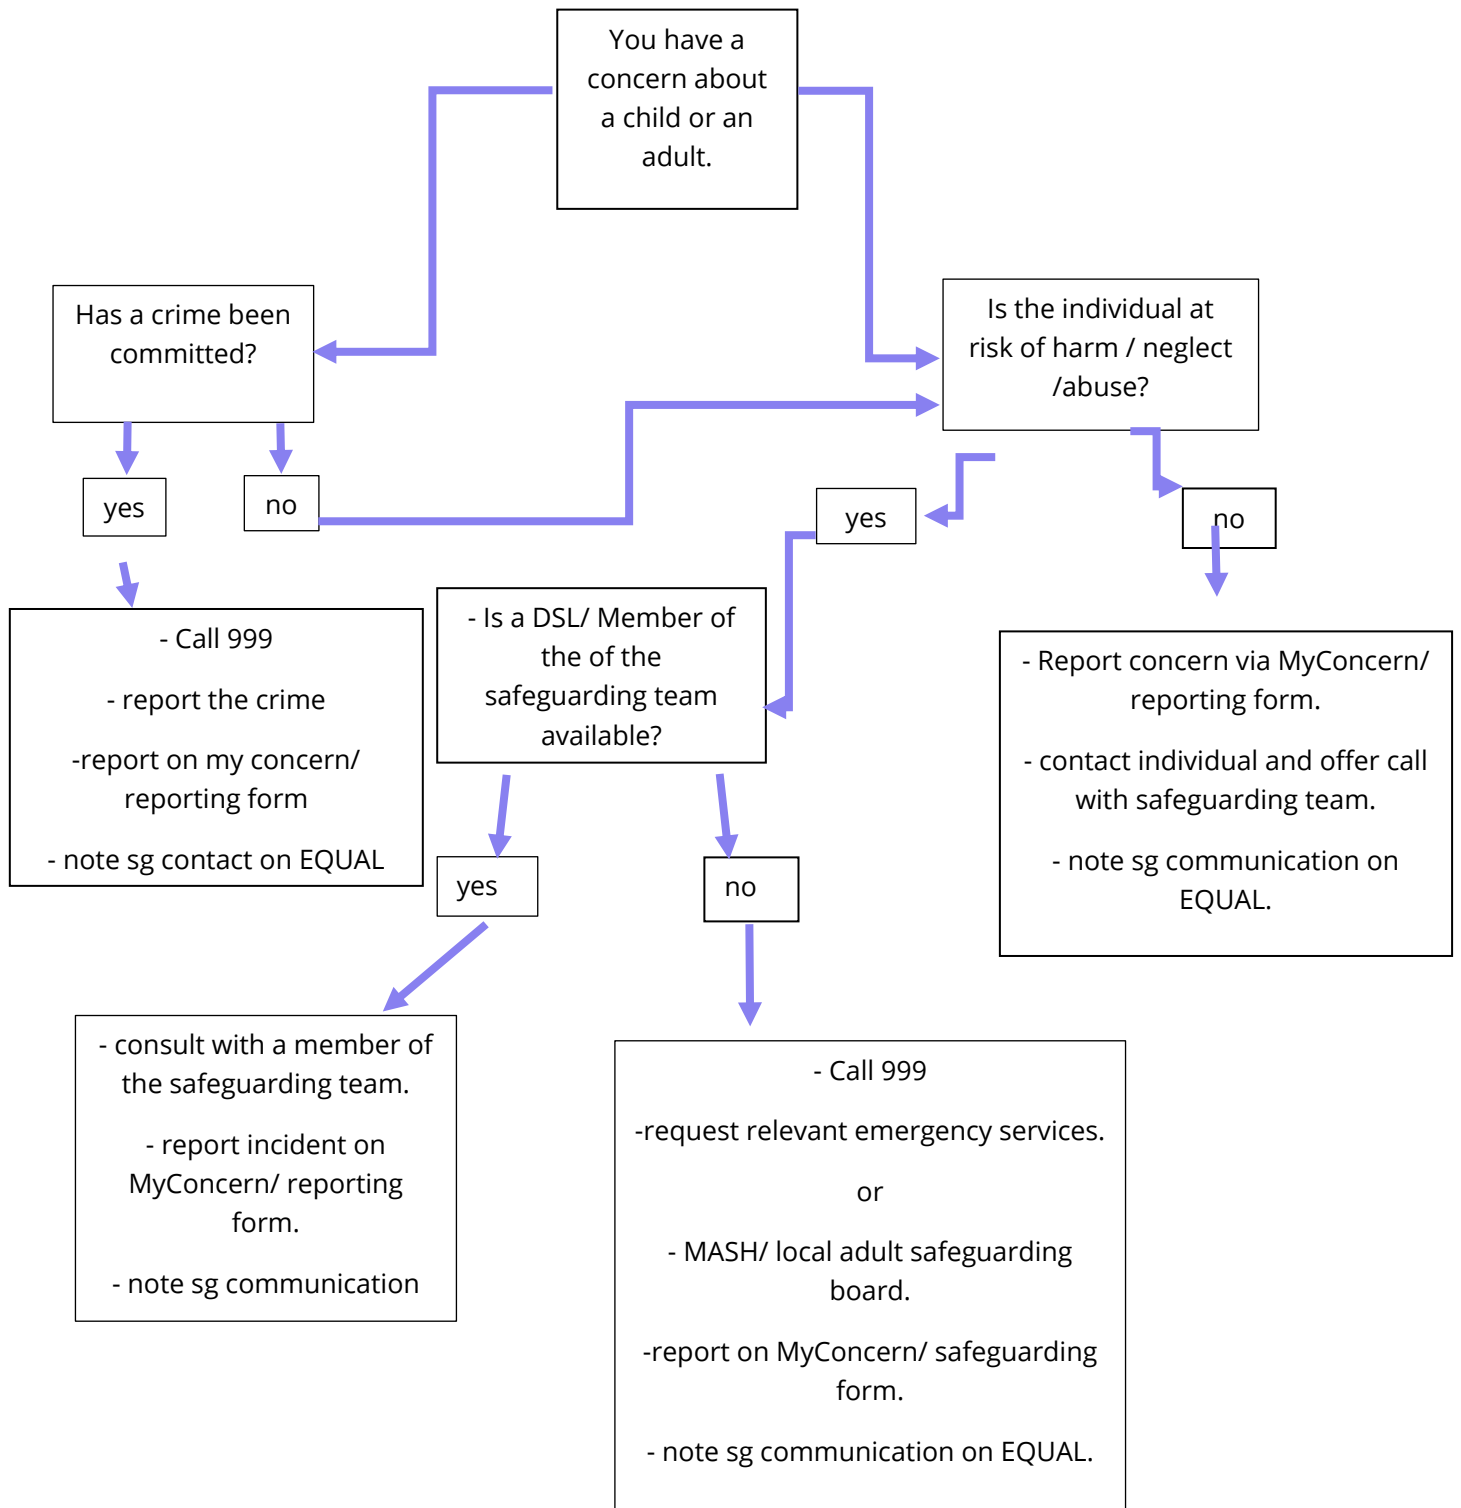 You have a
concern about
a child or an
adult.
Has a crime been
committed?
Is the individual at
risk of harm / neglect
/abuse?
yes
no
yes
no
- Call 999
- report the crime
-report on my concern/
reporting form
- note sg contact on EQUAL
- Is a DSL/ Member of
the of the
safeguarding team
available?
- Report concern via MyConcern/
reporting form.
- contact individual and offer call
with safeguarding team.
- note sg communication on
EQUAL.
yes
no
- consult with a member of
the safeguarding team.
- report incident on
MyConcern/ reporting
form.
- note sg communication
- Call 999
-request relevant emergency services.
or
- MASH/ local adult safeguarding
board.
-report on MyConcern/ safeguarding
form.
- note sg communication on EQUAL.